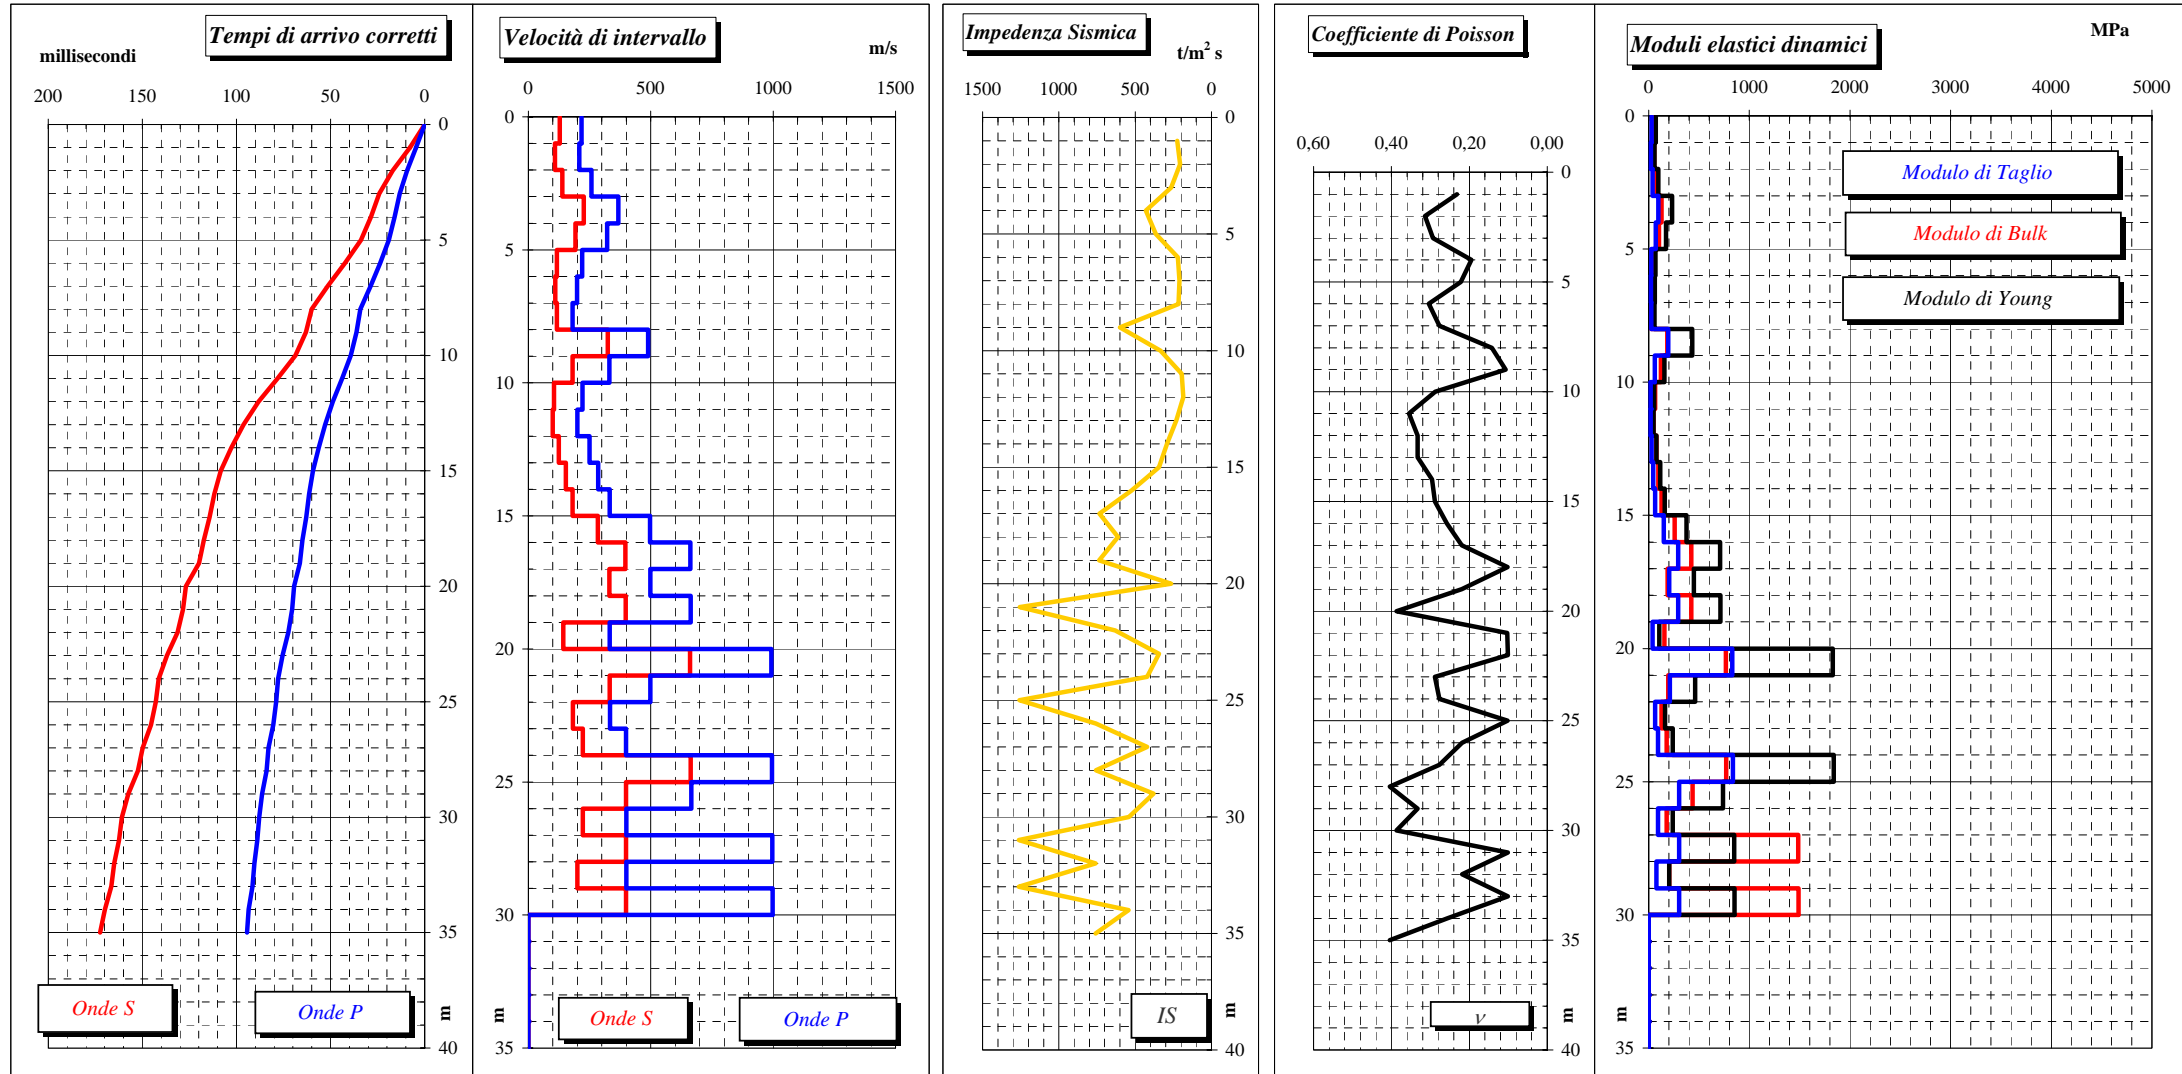 Tempi di arrivo corretti
millisecondi
200 150 100 50 0
0
5
10
15
20
25
30
35
40
m
Onde S
Onde P
Velocità di intervallo
m/s
0 500 1000 1500
0
5
10
15
20
25
30
35
m
Onde S
Onde P
Impedenza Sismica
t/m² s
1500 1000 500 0
0
5
10
15
20
25
30
35
40
m
IS
Coefficiente di Poisson
0,60 0,40 0,20 0,00
0
5
10
15
20
25
30
35
40
m
ν
Moduli elastici dinamici
MPa
0 1000 2000 3000 4000 5000
0
5
10
15
20
25
30
35
m
Modulo di Taglio
Modulo di Bulk
Modulo di Young